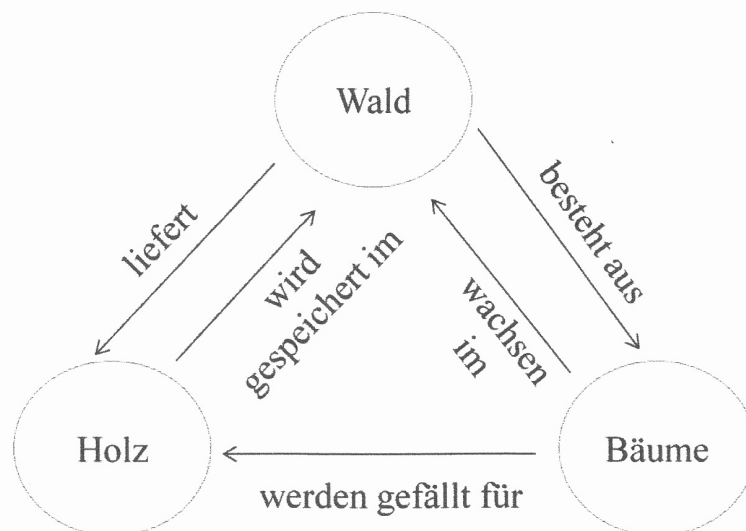 Wald
liefert
wird
gespeichert im
wachsen
im
besteht aus
Holz
Bäume
werden gefällt für